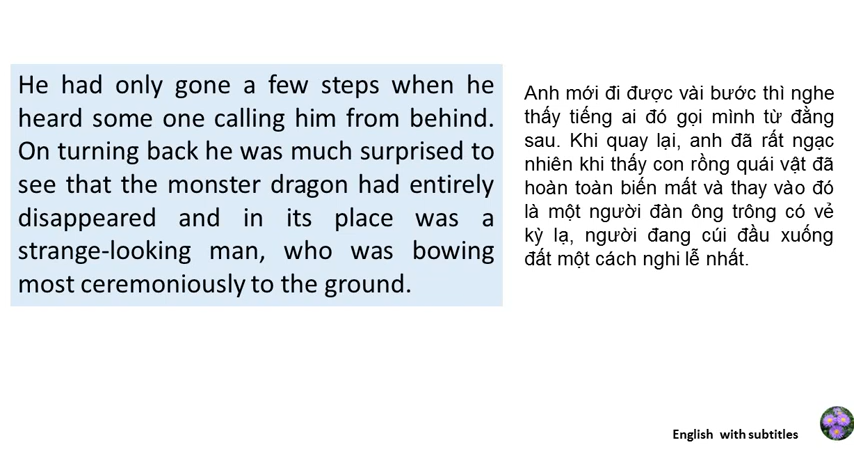 He had only gone a few steps when he
heard some one calling him from behind.
On turning back he was much surprised to
see that the monster dragon had entirely
disappeared and in its place was a
strange-looking man, who was bowing
most ceremoniously to the ground.
Anh mới đi được vài bước thì nghe
thấy tiếng ai đó gọi mình từ đằng
sau. Khi quay lại, anh đã rất ngạc
nhiên khi thấy con rồng quái vật đã
hoàn toàn biến mất và thay vào đó
là một người đàn ông trông có vẻ
kỳ lạ, người đang cúi đầu xuống
đất một cách nghi lễ nhất.
English with subtitles